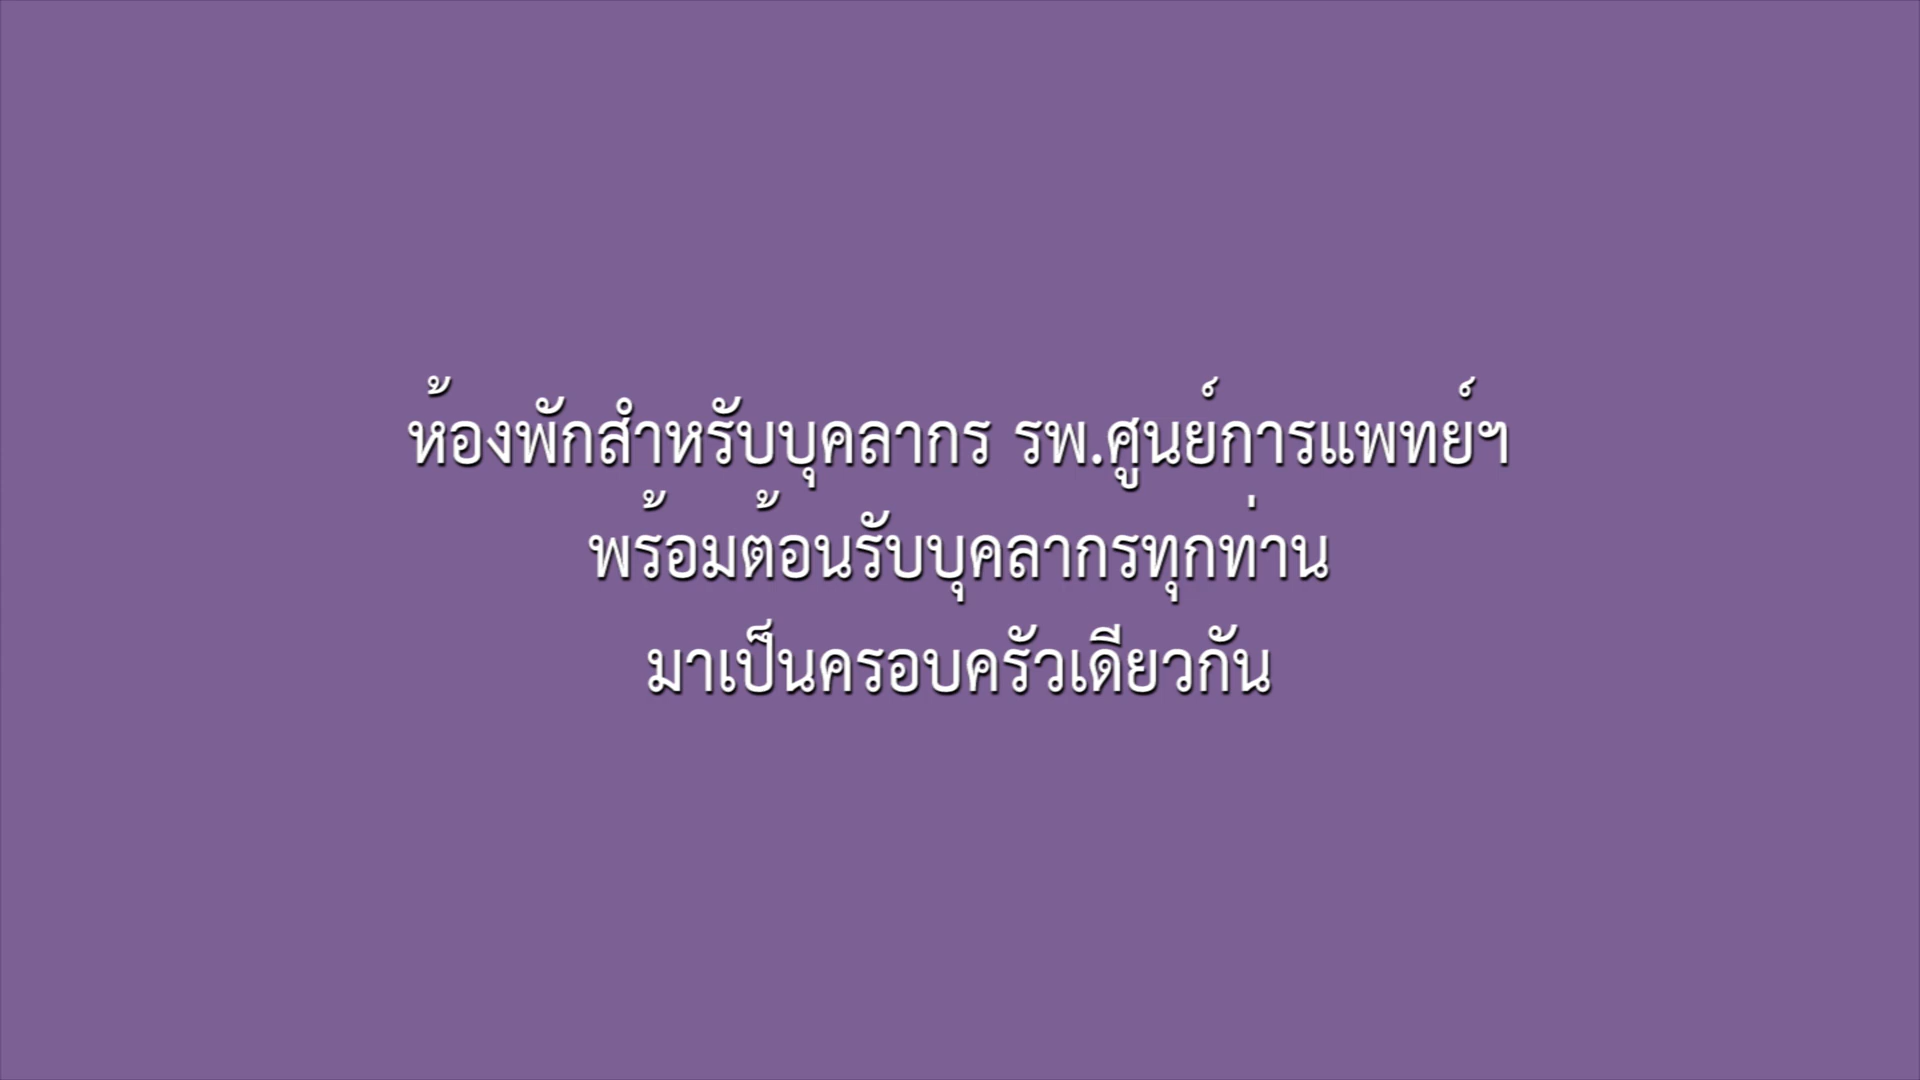 ห้องพักสำหรับบุคลากร รพ.ศูนย์การแพทย์ฯ
พร้อมต้อนรับบุคลากรทุกท่าน
มาเป็นครอบครัวเดียวกัน